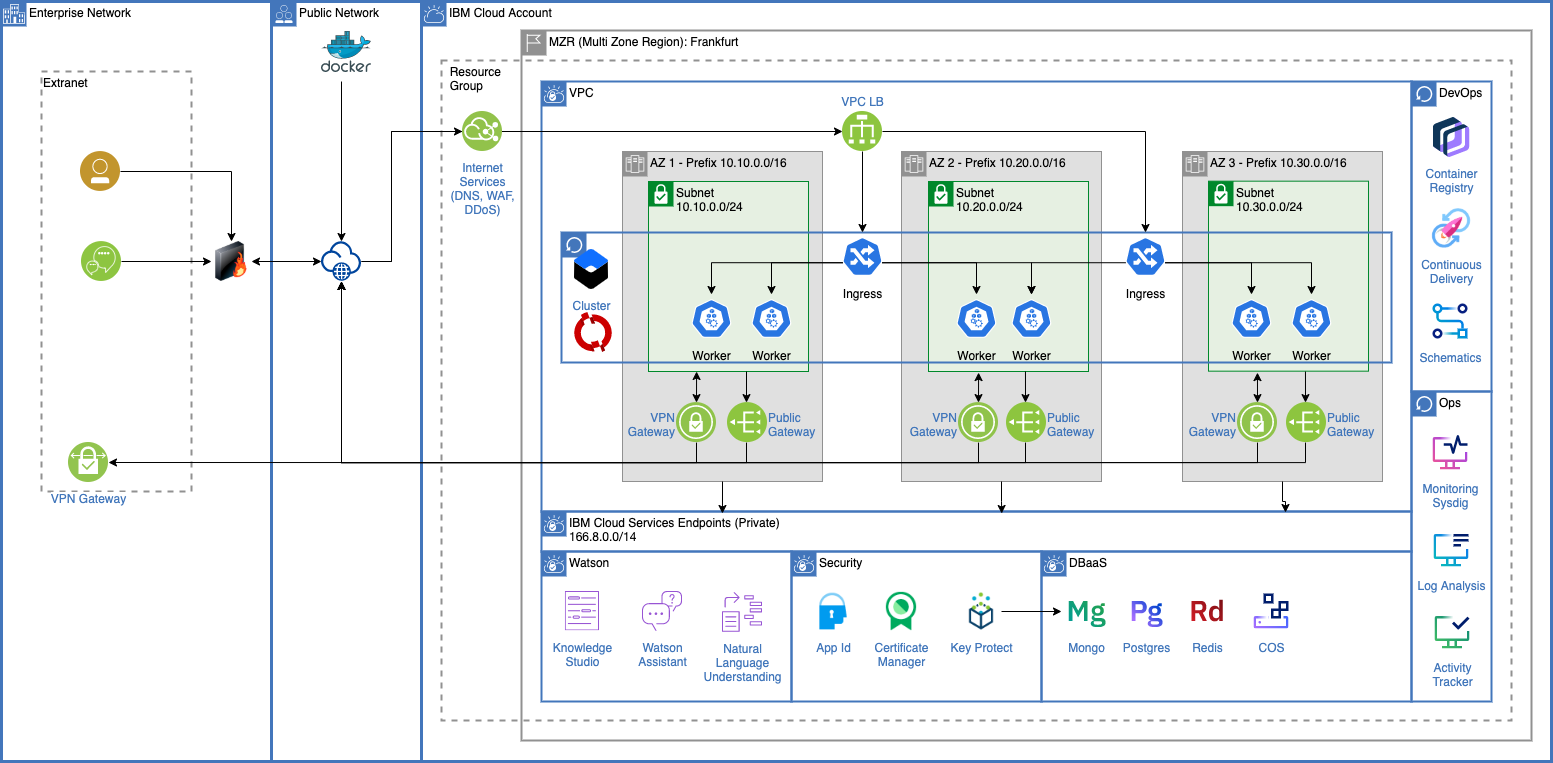 Enterprise Network
Public Network
IBM Cloud Account
MZR (Multi Zone Region): Frankfurt
docker
Extranet
Resource
Group
VPC
DevOps
VPC LB
Internet
Services
(DNS, WAF,
DDoS)
AZ 1 - Prefix 10.10.0.0/16
AZ 2 - Prefix 10.20.0.0/16
AZ 3 - Prefix 10.30.0.0/16
Subnet
10.10.0.0/24
Subnet
10.20.0.0/24
Subnet
10.30.0.0/24
Container
Registry
Continuous
Delivery
Schematics
Cluster
Ingress
Ingress
Worker
Worker
Worker
Worker
Worker
Worker
VPN
Gateway
Public
Gateway
VPN
Gateway
Public
Gateway
VPN
Gateway
Public
Gateway
VPN Gateway
Ops
Monitoring
Sysdig
Log Analysis
Activity
Tracker
IBM Cloud Services Endpoints (Private)
166.8.0.0/14
Watson
Security
DBaaS
Knowledge
Studio
Watson
Assistant
Natural
Language
Understanding
App Id
Certificate
Manager
Key Protect
Mg
Mongo
Pg
Postgres
Rd
Redis
COS